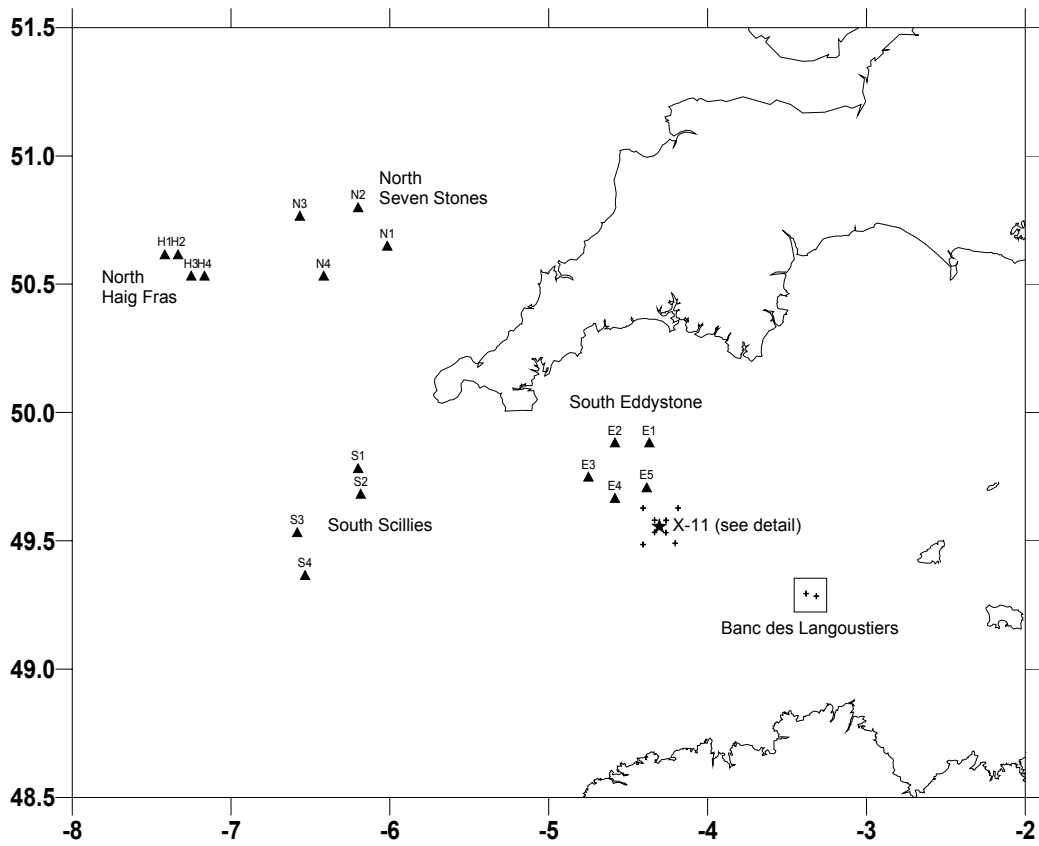 51.5
51.0
North
Seven Stones
N2
N3
N1
H1H2
H3H4
N4
North
Haig Fras
50.5
50.0
South Eddystone
E2
E1
S1
E3
E5
S2
E4
S3
South Scillies
X-11 (see detail)
49.5
S4
Banc des Langoustiers
49.0
48.5
-8
-7
-6
-5
-4
-3
-2